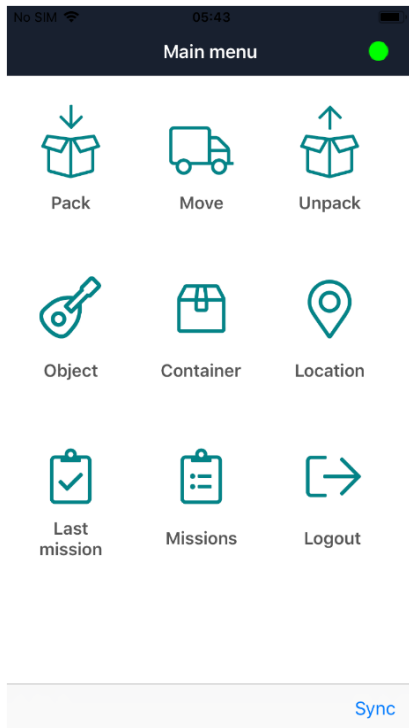 No SIM 05:43
Main menu
Pack Move Unpack
Object Container Location
Last
mission Missions Logout
Sync